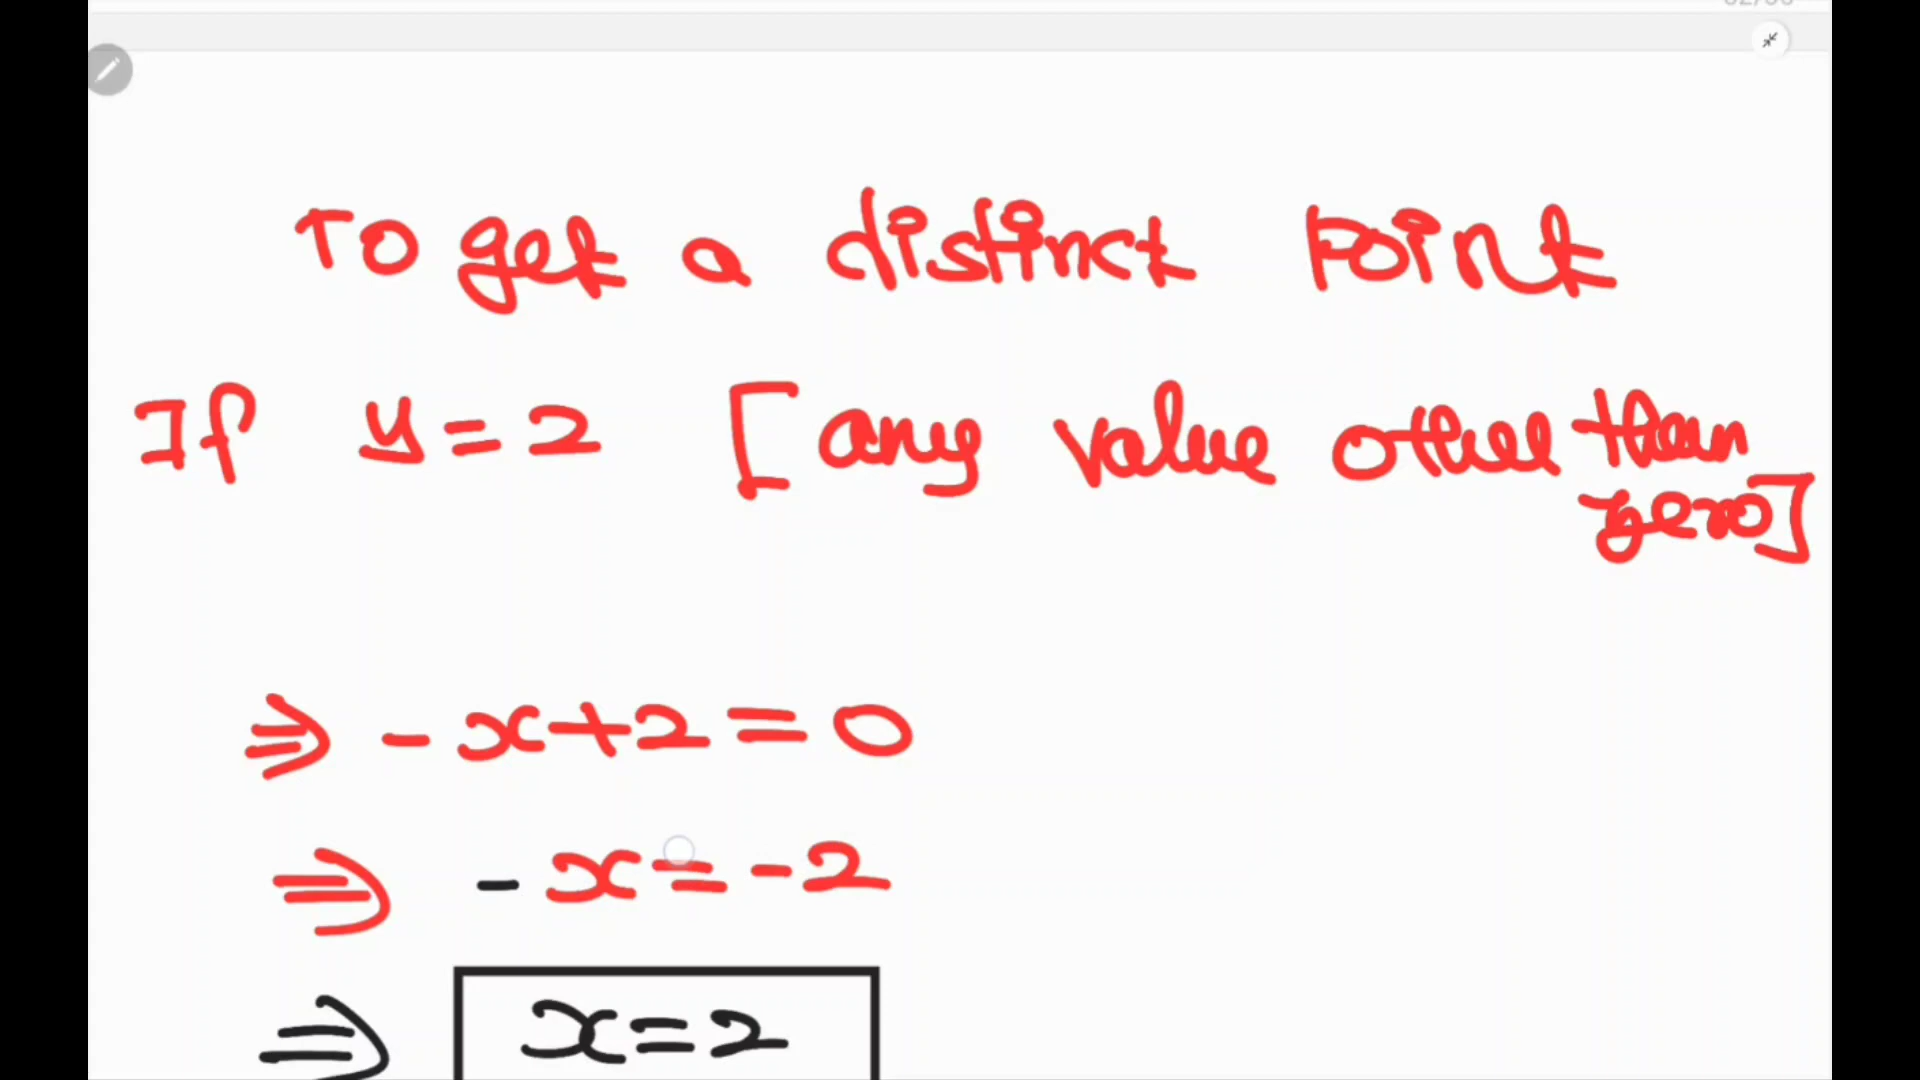 To get a distinct point
If y = 2 [any value other than
zero]
⇒ - x + 2 = 0
⇒ - x = - 2
⇒ x = 2